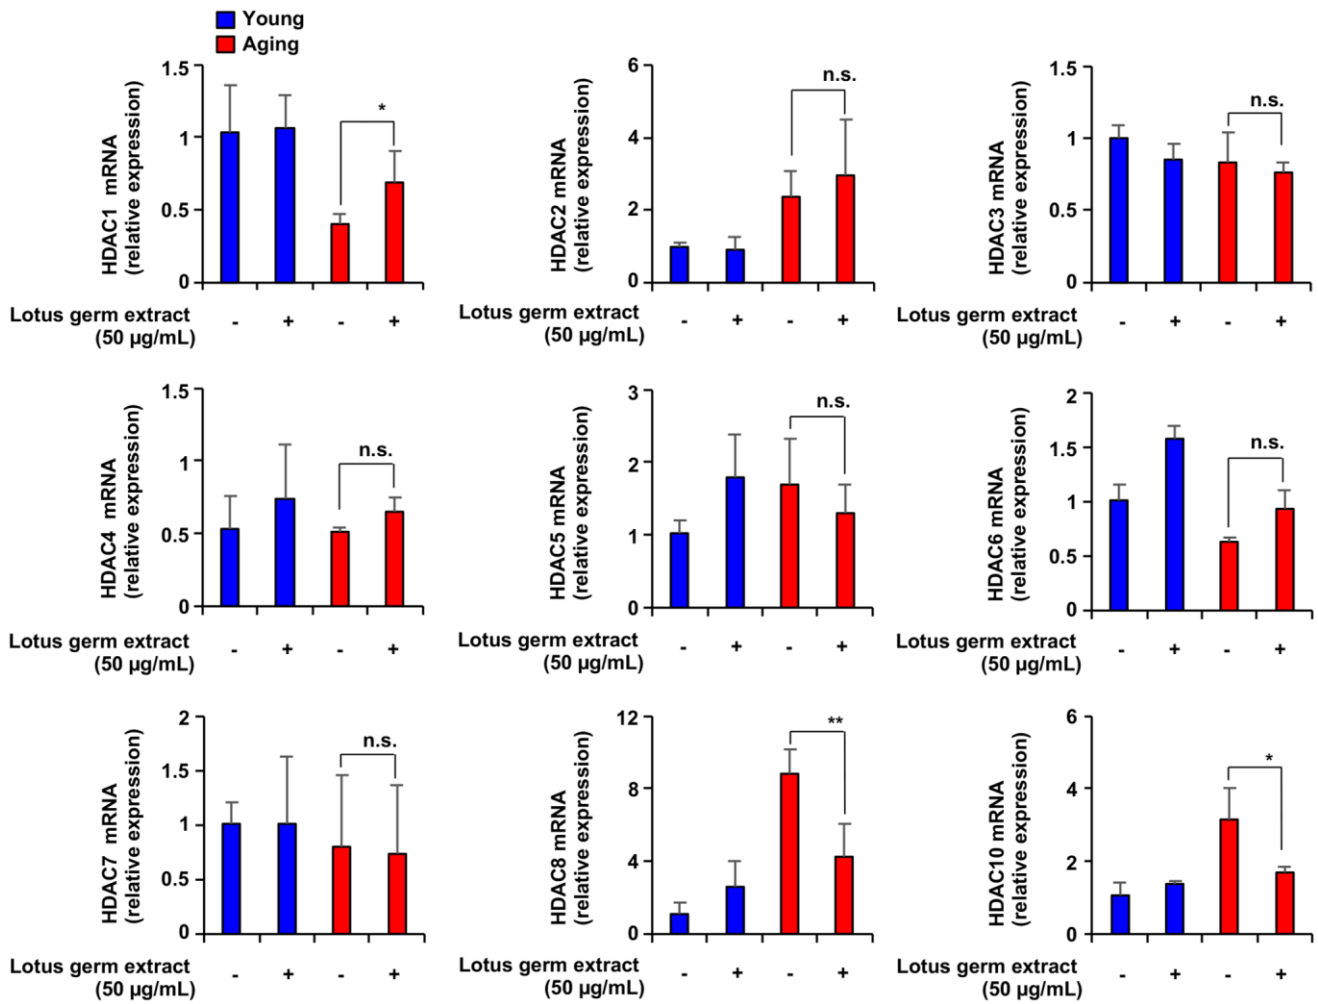 Young
Aging
HDAC1 mRNA
(relative expression)
1.5
1
0.5
0
*
Lotus germ extract
(50 µg/mL)
- + - +
HDAC2 mRNA
(relative expression)
6
4
2
0
n.s.
Lotus germ extract
(50 µg/mL)
- + - +
HDAC3 mRNA
(relative expression)
1.5
1
0.5
0
n.s.
Lotus germ extract
(50 µg/mL)
- + - +
HDAC4 mRNA
(relative expression)
1.5
1
0.5
0
n.s.
Lotus germ extract
(50 µg/mL)
- + - +
HDAC5 mRNA
(relative expression)
3
2
1
0
n.s.
Lotus germ extract
(50 µg/mL)
- + - +
HDAC6 mRNA
(relative expression)
2
1.5
1
0.5
0
n.s.
Lotus germ extract
(50 µg/mL)
- + - +
HDAC7 mRNA
(relative expression)
2
1.5
1
0.5
0
n.s.
Lotus germ extract
(50 µg/mL)
- + - +
HDAC8 mRNA
(relative expression)
12
8
4
0
**
Lotus germ extract
(50 µg/mL)
- + - +
HDAC10 mRNA
(relative expression)
6
4
2
0
*
Lotus germ extract
(50 µg/mL)
- + - +